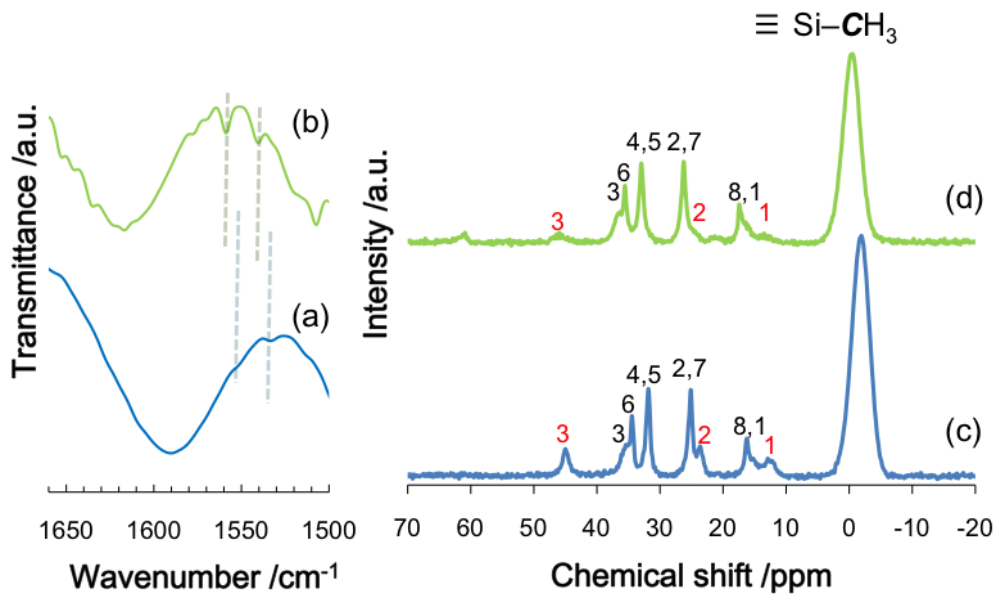 ≡ Si–CH₃
(b)
(a)
Transmittance /a.u.
1650 1600 1550 1500
Wavenumber /cm⁻¹
Intensity /a.u.
4,5 2,7
6
3
3 2 8,1 1
(d)
4,5 2,7
6
3
3 2 8,1 1
(c)
70 60 50 40 30 20 10 0 -10 -20
Chemical shift /ppm